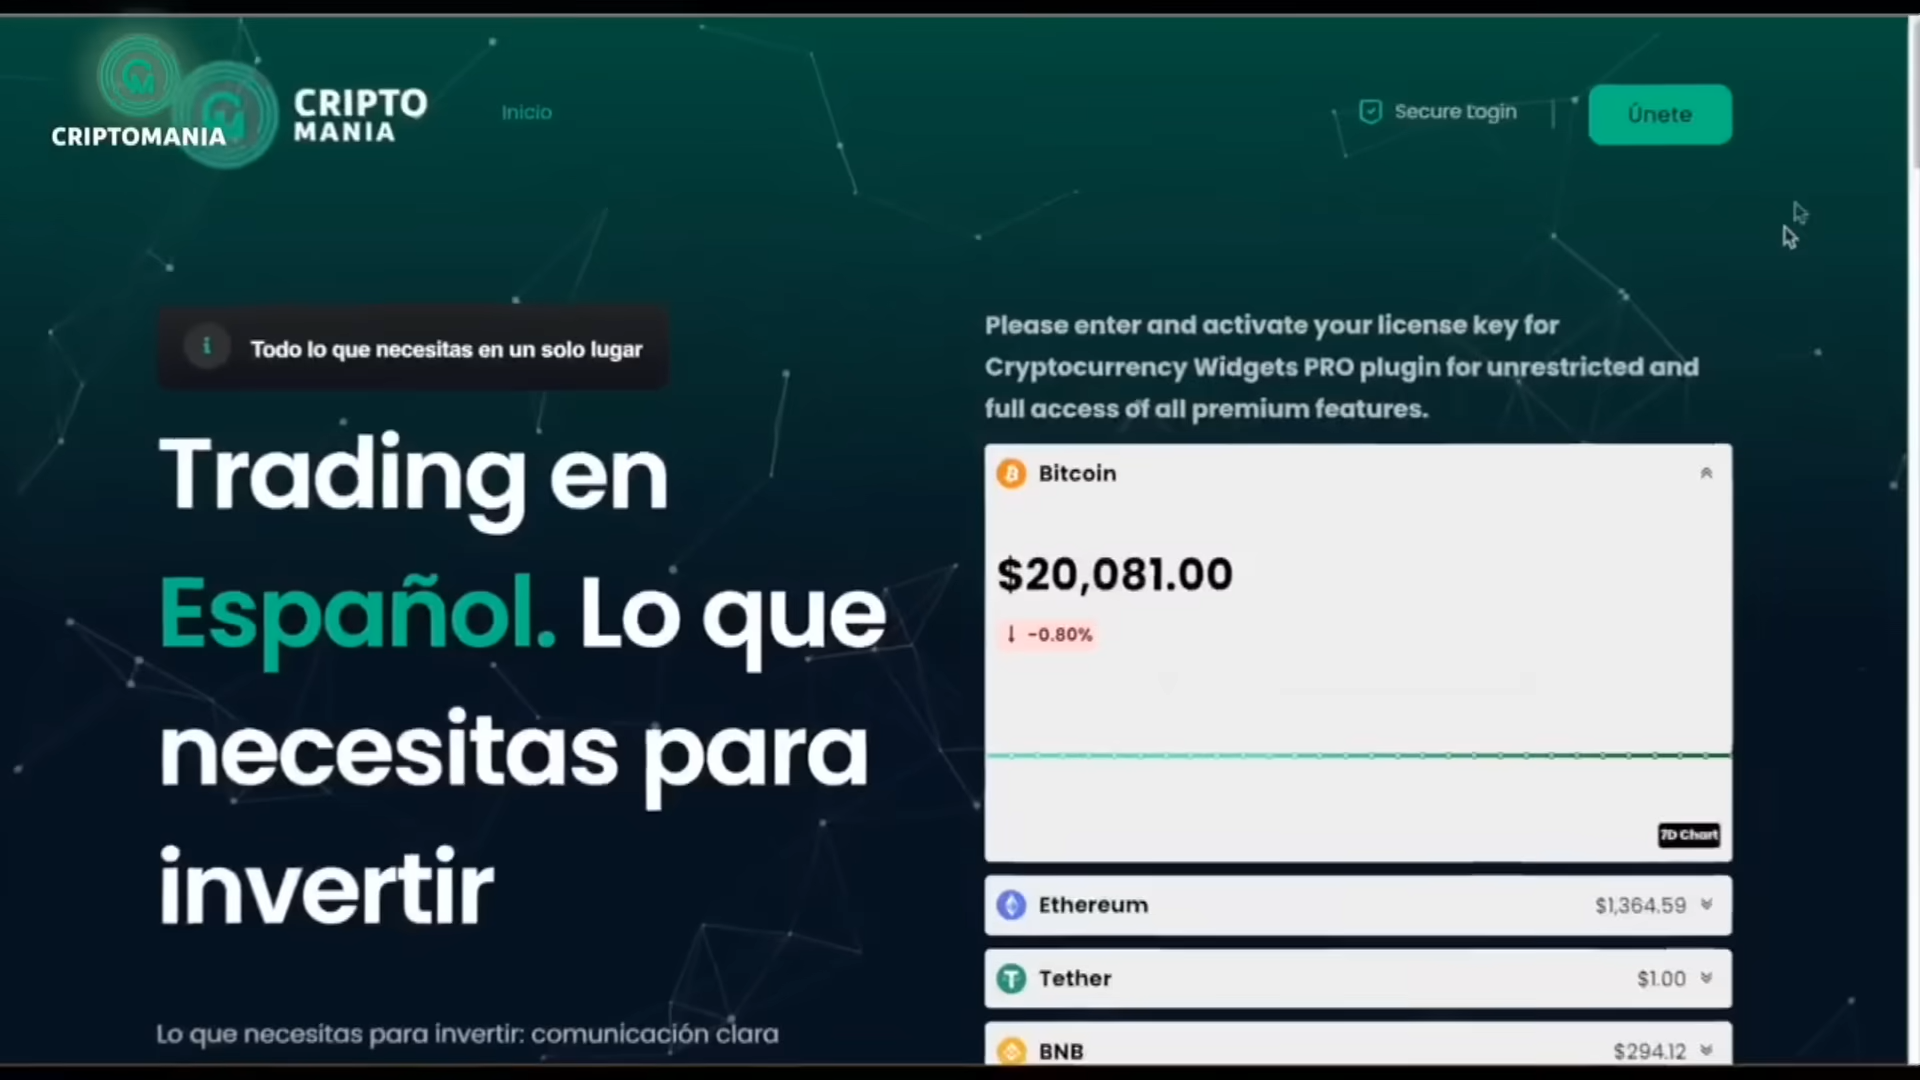 CRIPTOMANIA
CRIPTO
MANIA
Inicio
Secure Login
Únete
Todo lo que necesitas en un solo lugar
Trading en
Español. Lo que
necesitas para
invertir
Lo que necesitas para invertir: comunicación clara
Please enter and activate your license key for
Cryptocurrency Widgets PRO plugin for unrestricted and
full access of all premium features.
Bitcoin
$20,081.00
-0.80%
7D Chart
Ethereum $1,364.59
Tether $1.00
BNB $294.12